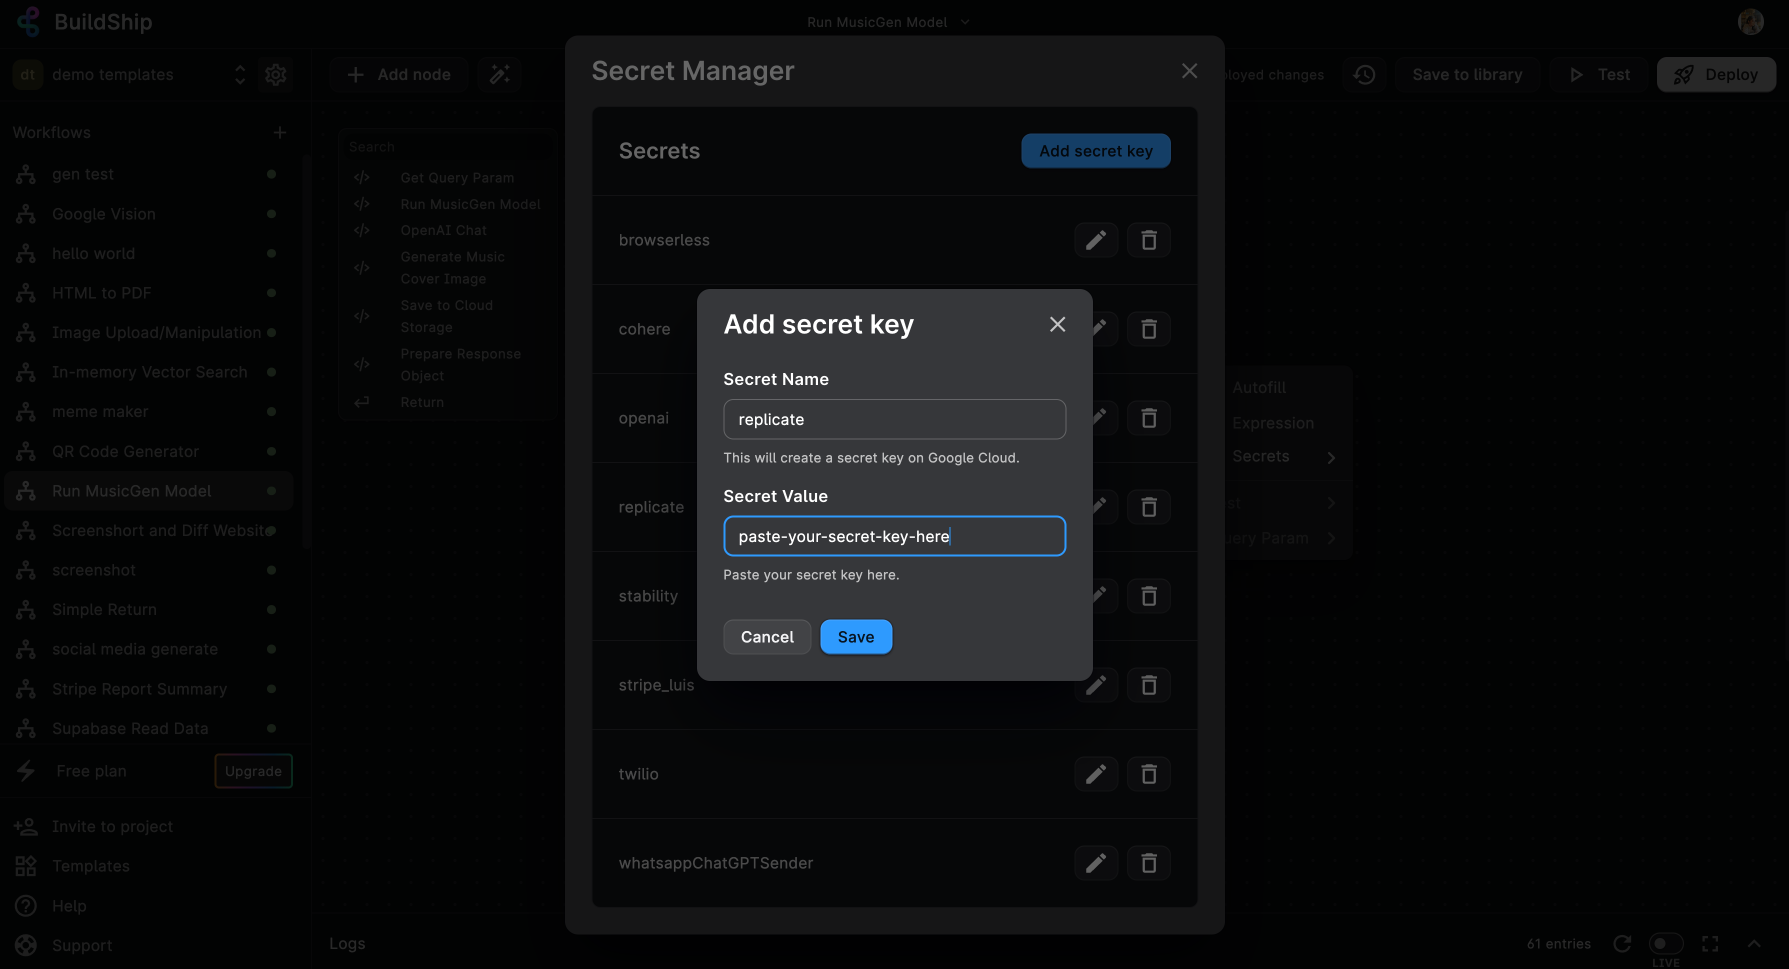 BuildShip
Run MusicGen Model
dt
demo templates
Add node
Save to library
Test
Deploy
loyed changes
Workflows
gen test
Google Vision
hello world
HTML to PDF
Image Upload/Manipulation
In-memory Vector Search
meme maker
QR Code Generator
Run MusicGen Model
Screenshort and Diff Website
screenshot
Simple Return
social media generate
Stripe Report Summary
Supabase Read Data
Free plan
Upgrade
Invite to project
Templates
Help
Support
Search
Get Query Param
Run MusicGen Model
OpenAI Chat
Generate Music
Cover Image
Save to Cloud
Storage
Prepare Response
Object
Return
Secret Manager
Secrets
Add secret key
browserless
cohere
openai
replicate
stability
stripe_luis
twilio
whatsappChatGPTSender
Add secret key
Secret Name
replicate
This will create a secret key on Google Cloud.
Secret Value
paste-your-secret-key-here
Paste your secret key here.
Cancel
Save
Autofill
Expression
Secrets
st
ery Param
Logs
61 entries
LIVE